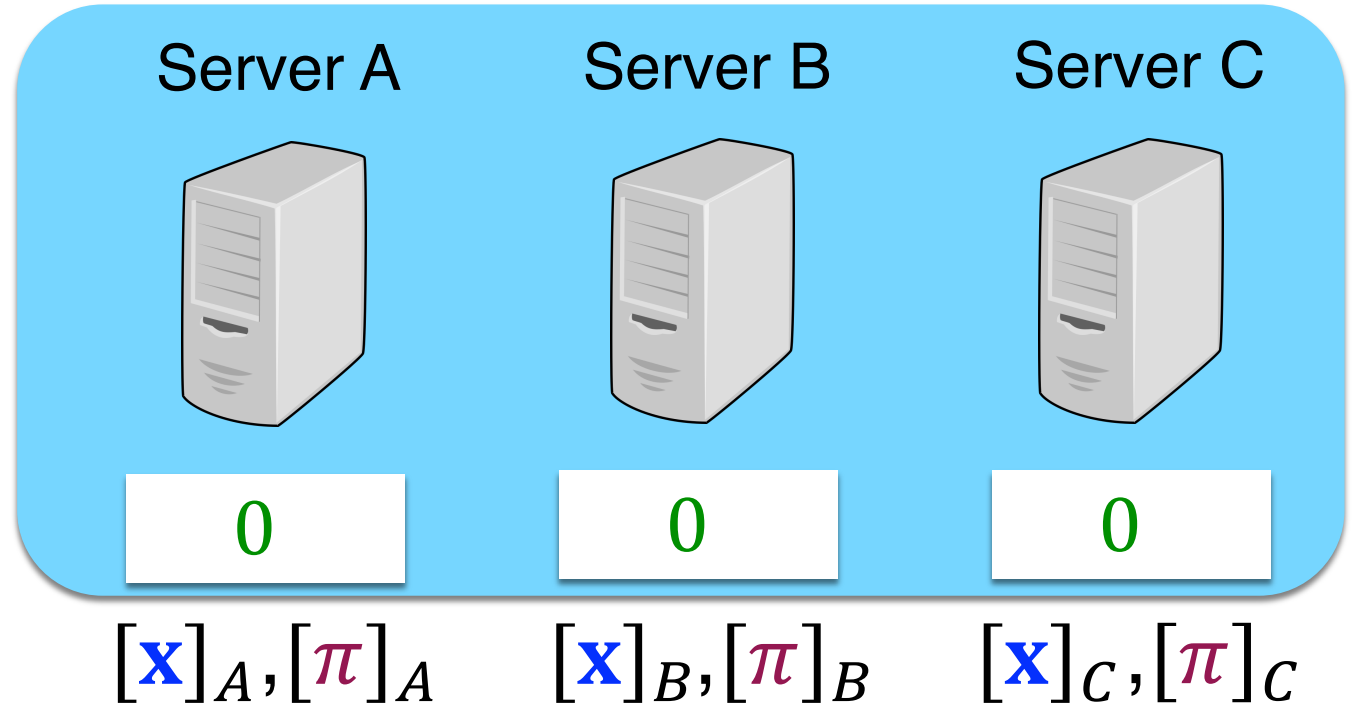 Server A Server B Server C
0 0 0
[x]A,[π]A [x]B,[π]B [x]C,[π]C